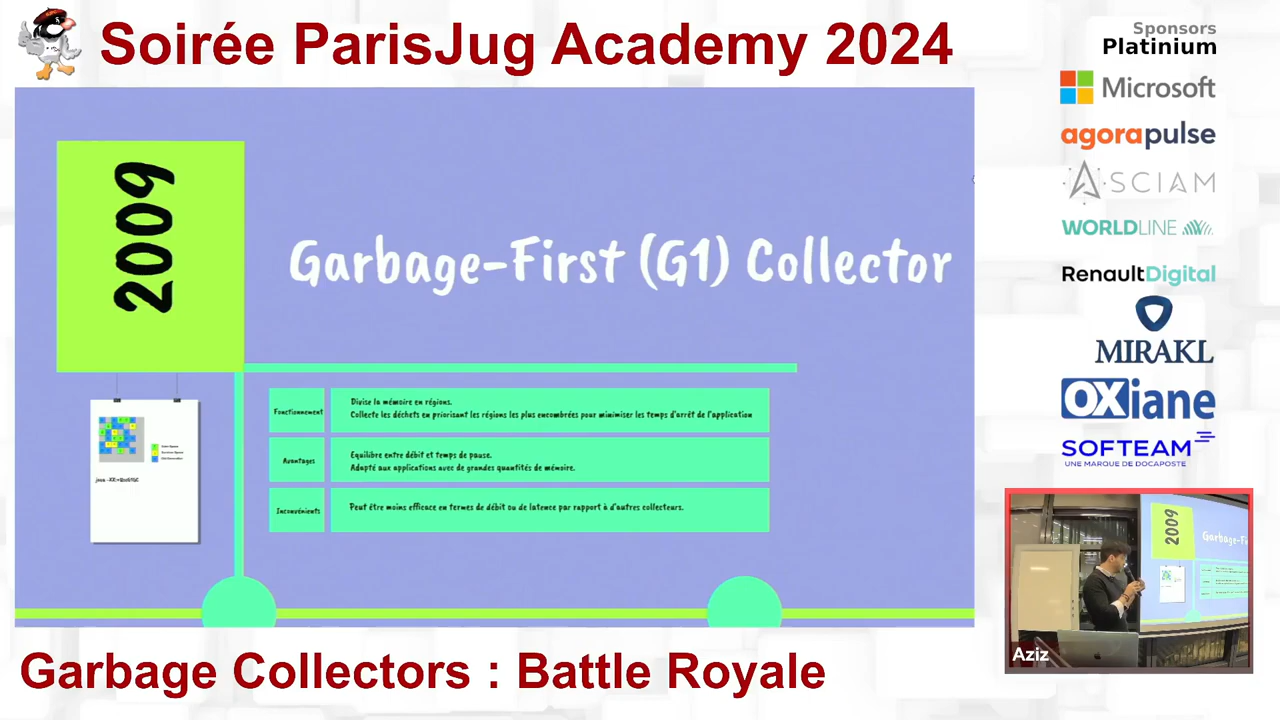 Soirée ParisJug Academy 2024
Sponsors
Platinium
Microsoft
agorapulse
ASCIAM
WORLDLINE
RenaultDigital
MIRAKL
OXiane
SOFTEAM
UNE MARQUE DE DOCAPOSTE
2009
Garbage-First (G1) Collector
Fonctionnement
Divise la mémoire en régions.
Collecte les déchets en priorisant les régions les plus encombrées pour minimiser les temps d'arrêt de l'application
Avantages
Equilibre entre débit et temps de pause.
Adapté aux applications avec de grandes quantités de mémoire.
Inconvénients
Peut être moins efficace en termes de débit ou de latence par rapport à d'autres collecteurs.
2009
Garbage-Fi
Aziz
Garbage Collectors : Battle Royale